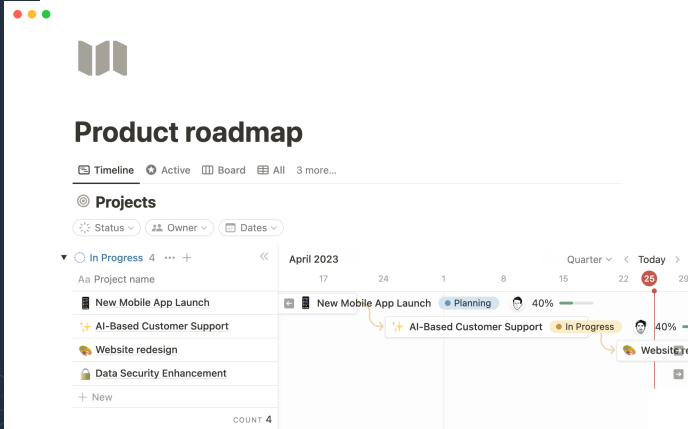 Product roadmap
Timeline Active Board All 3 more...
Projects
Status Owner Dates
In Progress 4 April 2023 Quarter Today
Aa Project name 17 24 1 8 15 22 25 29
New Mobile App Launch New Mobile App Launch Planning 40%
AI-Based Customer Support AI-Based Customer Support In Progress 40%
Website redesign Website re
Data Security Enhancement
New
COUNT 4